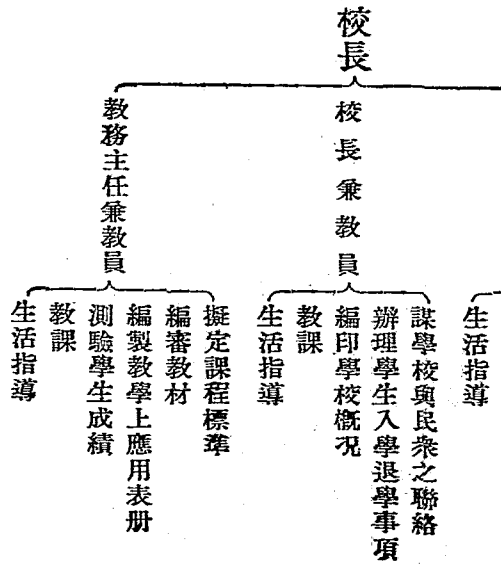 校長
生活指導
校長兼教員
謀學校與民衆之聯絡
辦理學生入學退學事項
編印學校概况
教課
生活指導
教務主任兼教員
擬定課程標準
編審教材
編製教學上應用表册
測驗學生成績
教課
生活指導